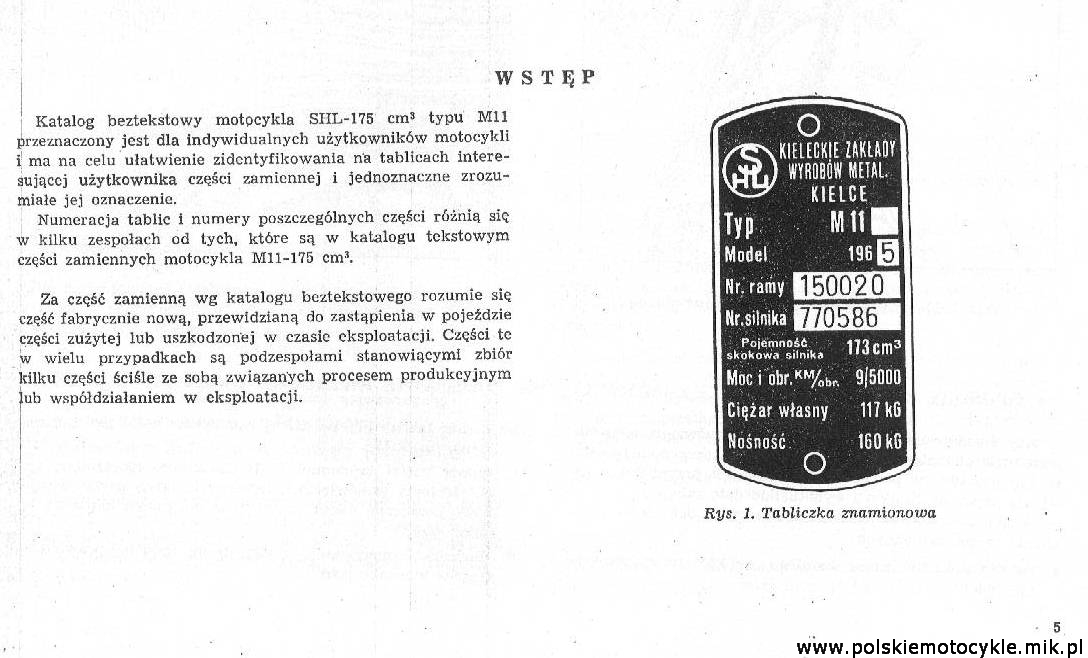 WSTĘP
Katalog beztekstowy motocykla SHL-175 cm³ typu M11
przeznaczony jest dla indywidualnych użytkowników motocykli
i ma na celu ułatwienie zidentyfikowania na tablicach intere-
sującej użytkownika części zamiennej i jednoznaczne zrozu-
miałe jej oznaczenie.
Numeracja tablic i numery poszczególnych części różnią się
w kilku zespołach od tych, które są w katalogu tekstowym
części zamiennych motocykla M11-175 cm³.
Za część zamienną wg katalogu beztekstowego rozumie się
część fabrycznie nową, przewidzianą do zastąpienia w pojeździe
części zużytej lub uszkodzonej w czasie eksploatacji. Części te
w wielu przypadkach są podzespołami stanowiącymi zbiór
kilku części ściśle ze sobą związanych procesem produkcyjnym
lub współdziałaniem w eksploatacji.
SHL
KIELECKIE ZAKŁADY
WYROBÓW METAL.
KIELCE
Typ M11
Model 196 5
Nr. ramy 150020
Nr. silnika 770586
Pojemność
skokowa silnika 173 cm³
Moc i obr. KM/obr. 9/5000
Ciężar własny 117 kG
Nośność 160 kG
Rys. 1. Tabliczka znamionowa
5
www.polskiemotocykle.mik.pl